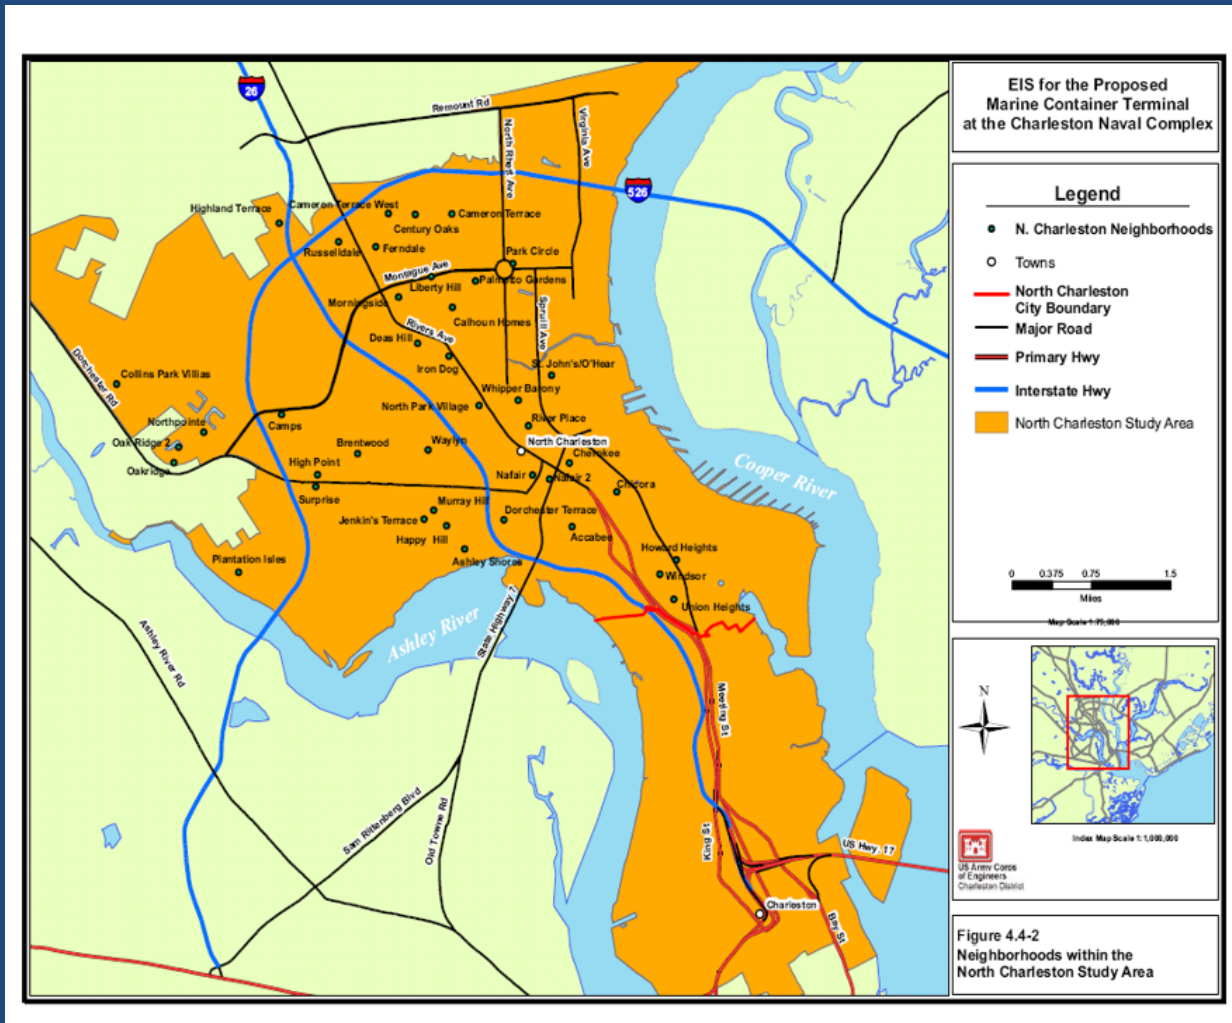 26
Remount Rd
North Rhett Ave
Virginia Ave
526
Highland Terrace
Cameron Terrace West
Cameron Terrace
Century Oaks
Russelldale
Ferndale
Park Circle
Montague Ave
Palmetto Gardens
Liberty Hill
Morningside
Calhoun Homes
Spruill Ave
Rivers Ave
Deas Hill
Iron Dog
St. John's/O'Hear
Dorchester Rd
Collins Park Villias
Whipper Barony
North Park Village
Northpointe
River Place
Camps
Oak Ridge 2
Oakridge
Brentwood
Waylyn
North Charleston
Cherokee
High Point
Surprise
Nafair
Nafair 2
Chicora
Cooper River
Murray Hill
Jenkin's Terrace
Happy Hill
Dorchester Terrace
Accabee
Ashley Shores
Howard Heights
Windsor
Union Heights
Plantation Isles
Ashley River Rd
Ashley River
State Highway 7
Meeting St
Sam Rittenberg Blvd
Old Towne Rd
King St
US Hwy. 17
Charleston
Bay St
EIS for the Proposed
Marine Container Terminal
at the Charleston Naval Complex
Legend
N. Charleston Neighborhoods
Towns
North Charleston
City Boundary
Major Road
Primary Hwy
Interstate Hwy
North Charleston Study Area
0 0.375 0.75 1.5
Miles
Map Scale 1:75,000
N
Index Map Scale 1:1,000,000
US Army Corps
of Engineers
Charleston District
Figure 4.4-2
Neighborhoods within the
North Charleston Study Area